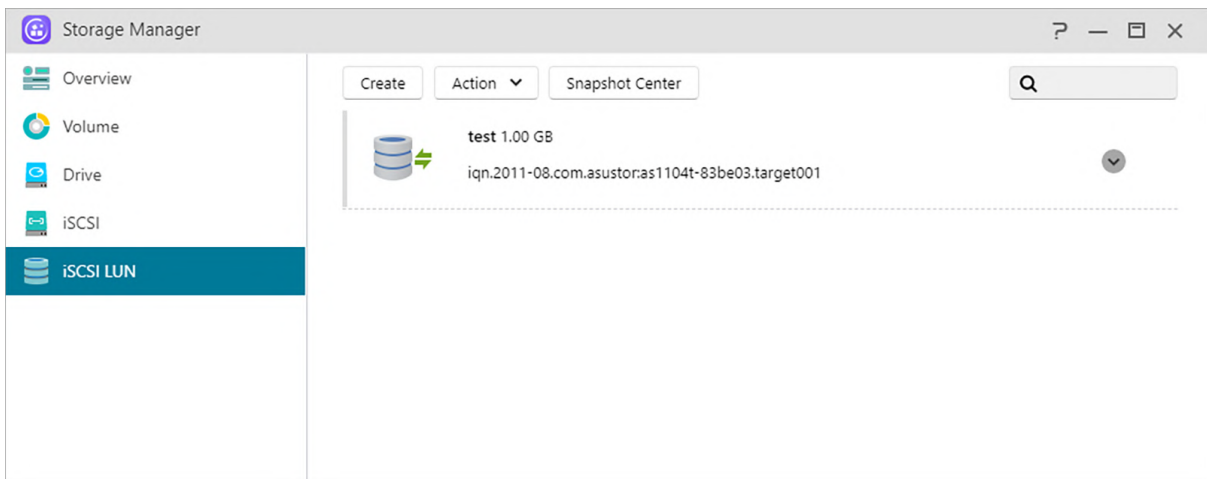 Storage Manager
Overview
Volume
Drive
iSCSI
iSCSI LUN
Create Action Snapshot Center
test 1.00 GB
iqn.2011-08.com.asustor:as1104t-83be03.target001